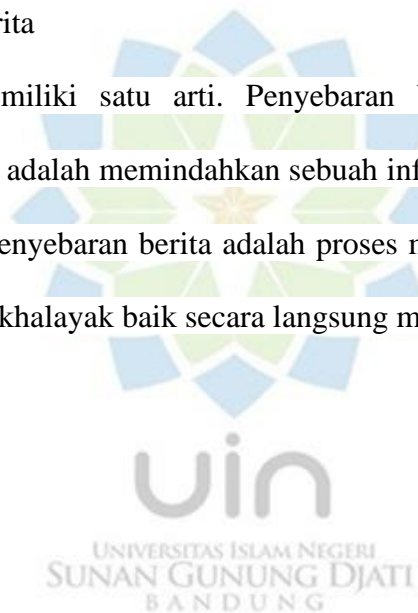 rita
miliki satu arti. Penyebaran
adalah memindahkan sebuah inf
enyebaran berita adalah proses m
khalayak baik secara langsung m
uin
UNIVERSITAS ISLAM NEGERI
SUNAN GUNUNG DJATI
BANDUNG